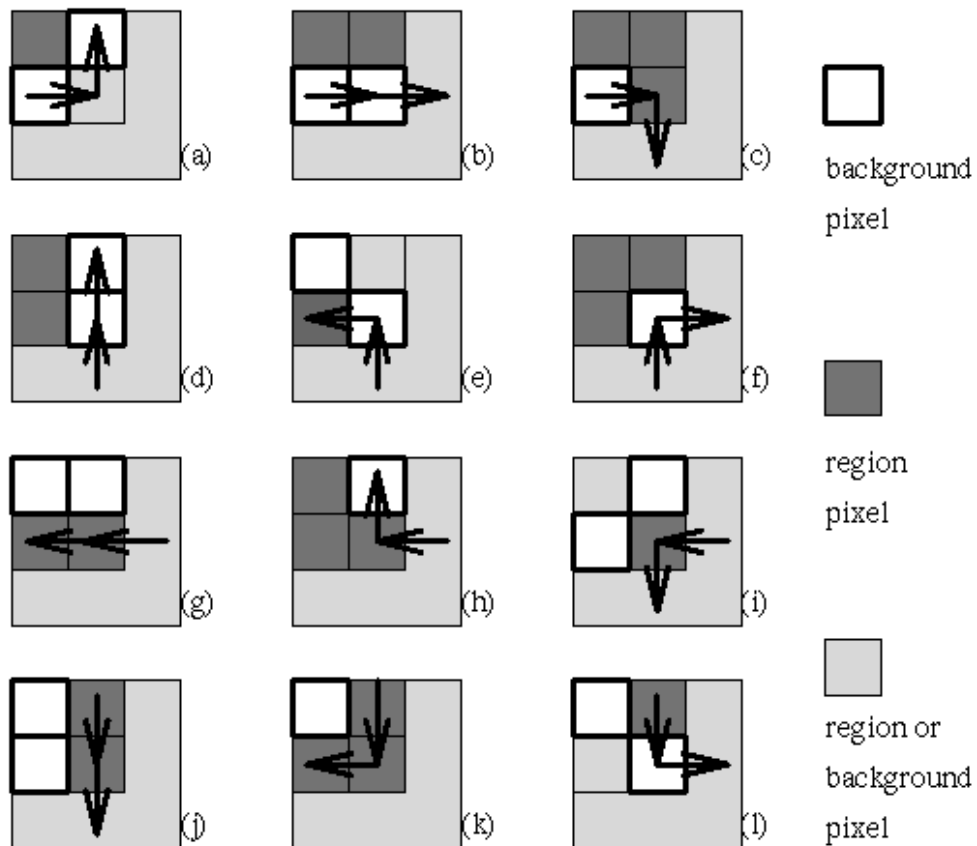 (a)
(b)
(c)
background
pixel
(d)
(e)
(f)
(g)
(h)
(i)
region
pixel
(j)
(k)
(l)
region or
background
pixel